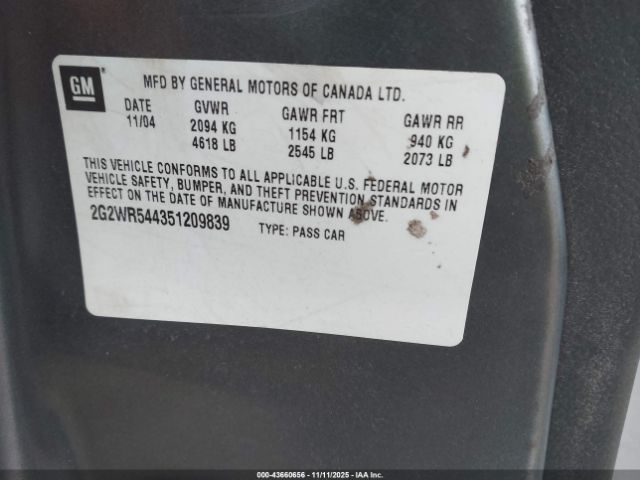 GM
MFD BY GENERAL MOTORS OF CANADA LTD.
DATE GVWR GAWR FRT GAWR RR
11/04 2094 KG 1154 KG 940 KG
4618 LB 2545 LB 2073 LB
THIS VEHICLE CONFORMS TO ALL APPLICABLE U.S. FEDERAL MOTOR
VEHICLE SAFETY, BUMPER, AND THEFT PREVENTION STANDARDS IN
EFFECT ON THE DATE OF MANUFACTURE SHOWN ABOVE.
2G2WR544351209839 TYPE: PASS CAR
000-43660656 - 11/11/2025 - IAA Inc.